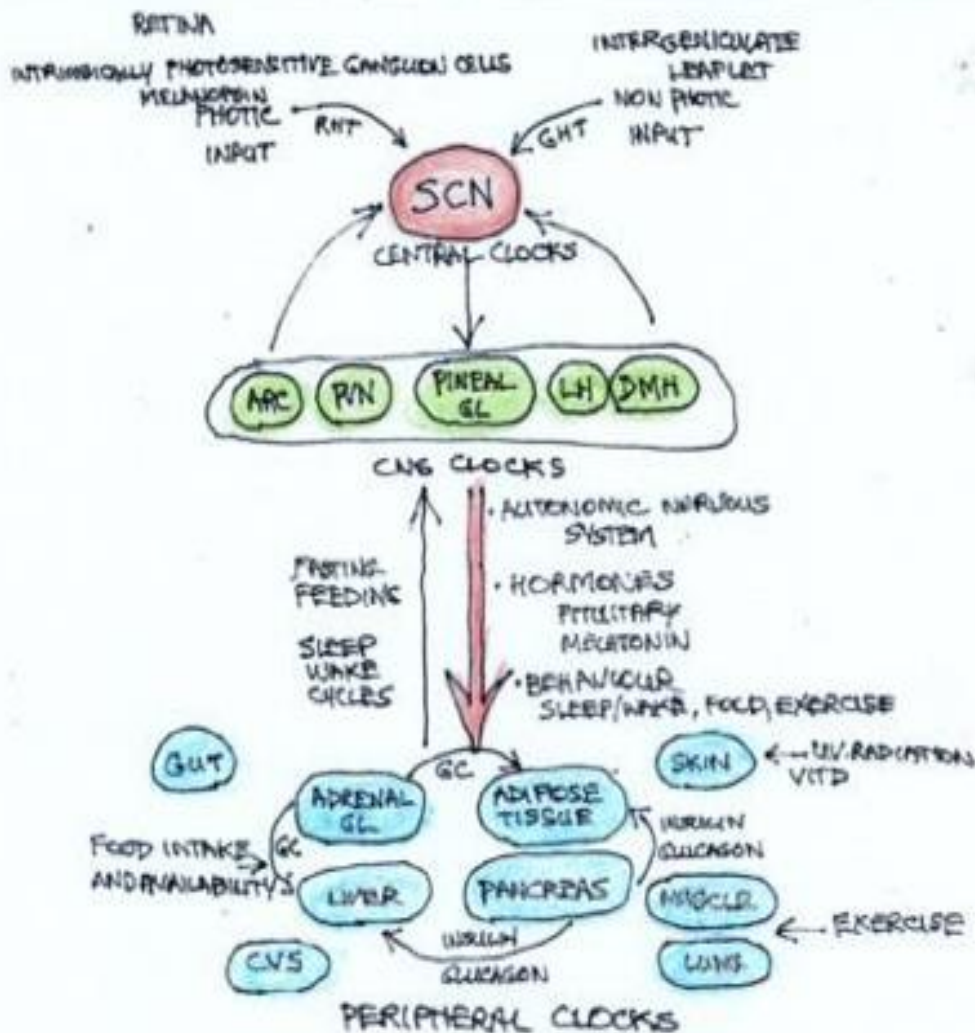 RETINA
INTRINSICALLY PHOTOSENSITIVE GANGLION CELLS
MELANOPSIN
PHOTIC
INPUT
RHT
INTERGENICULATE
LEAFLET
NON PHOTIC
INPUT
GHT
SCN
CENTRAL CLOCKS
ARC
PVN
PINEAL
GL
LH
DMH
CNS CLOCKS
FASTING
FEEDING
SLEEP
WAKE
CYCLES
· AUTONOMIC NERVOUS
SYSTEM
· HORMONES
PITUITARY
MELATONIN
· BEHAVIOUR
SLEEP/WAKE, FOOD, EXERCISE
GUT
ADRENAL
GL
GC
ADIPOSE
TISSUE
SKIN
UV.RADIATION
VITD
FOOD INTAKE
AND AVAILABILITY
GC
LIVER
PANCREAS
INSULIN
GLUCAGON
MUSCLE
EXERCISE
LUNG
CVS
INSULIN
GLUCAGON
PERIPHERAL CLOCKS